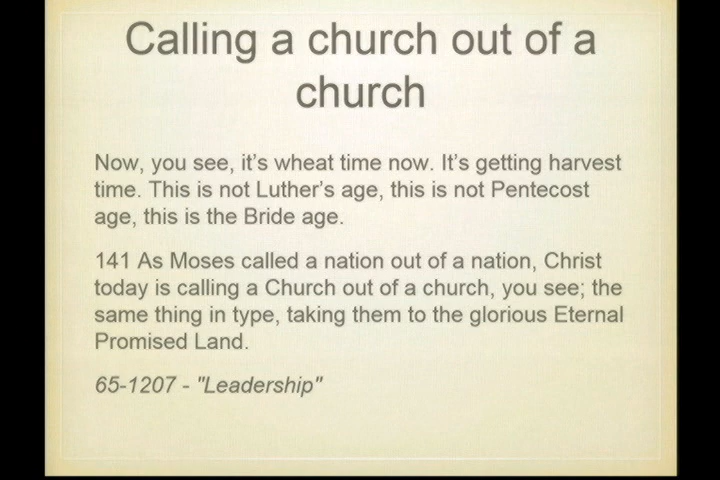 Calling a church out of a
church
Now, you see, it's wheat time now. It's getting harvest
time. This is not Luther's age, this is not Pentecost
age, this is the Bride age.
141 As Moses called a nation out of a nation, Christ
today is calling a Church out of a church, you see; the
same thing in type, taking them to the glorious Eternal
Promised Land.
65-1207 - "Leadership"